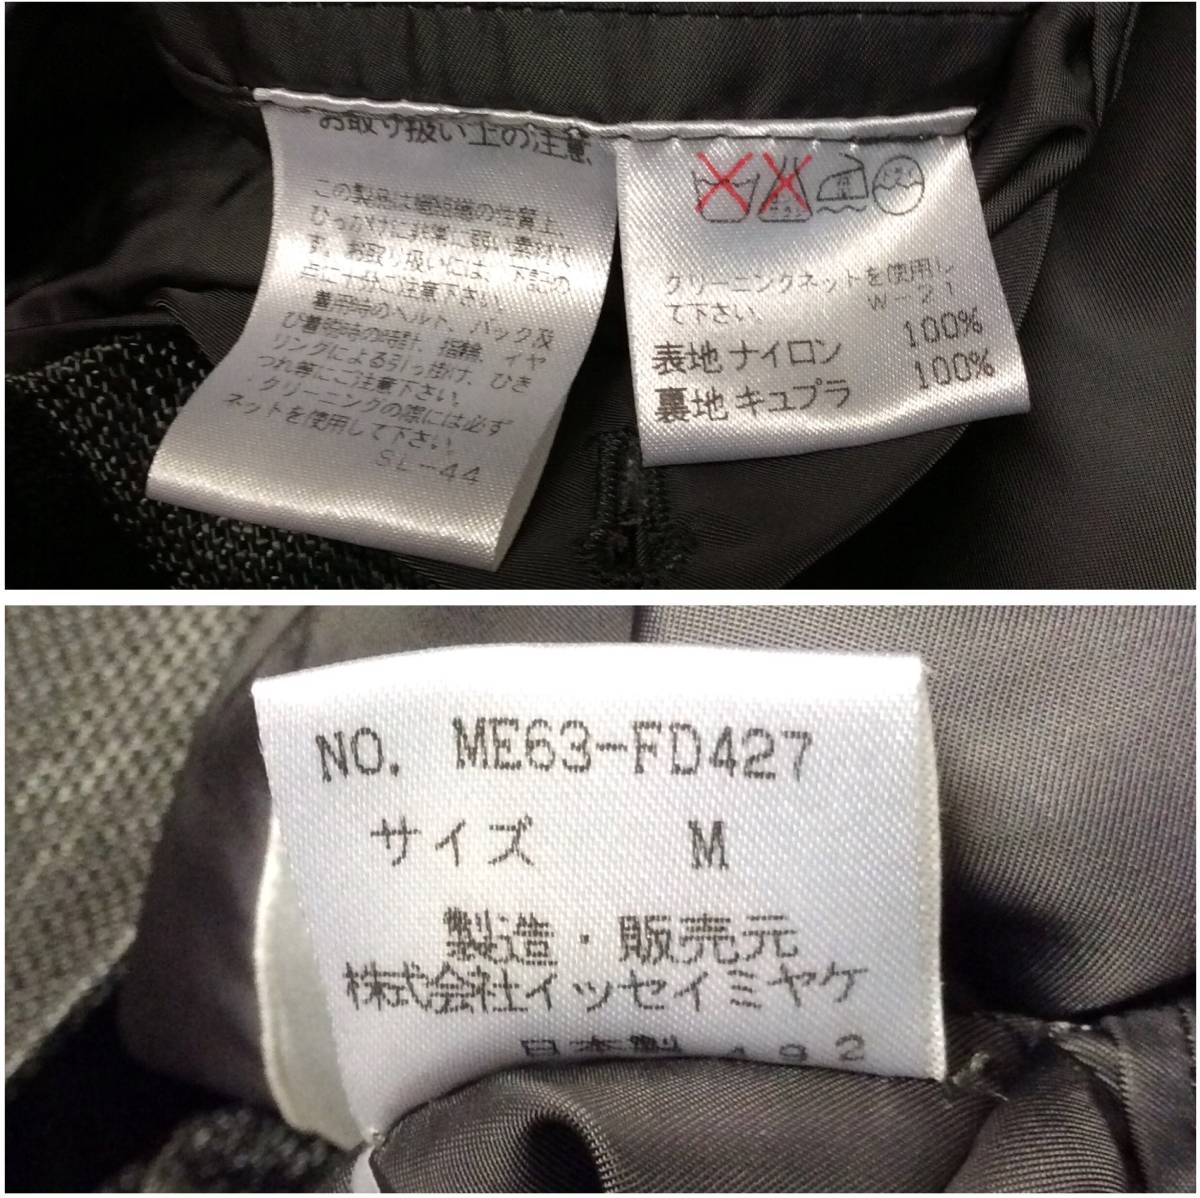 お取り扱い上の注意
この製品は組織の性質上、
ひっかけに非常に弱い素材で
す。お取り扱いには、下記の
点に十分ご注意下さい。
着用時のベルト、バック及
び着脱時の時計、指輪、イヤ
リングによる引っ掛け、ひき
つれ等にご注意下さい。
・クリーニングの際には必ず
ネットを使用して下さい。
SL-44
ドライ
クリーニングネットを使用し
て下さい。
W-21
表地 ナイロン 100%
裏地 キュプラ 100%
NO. ME63-FD427
サイズ M
製造・販売元
株式会社イッセイミヤケ
日本製